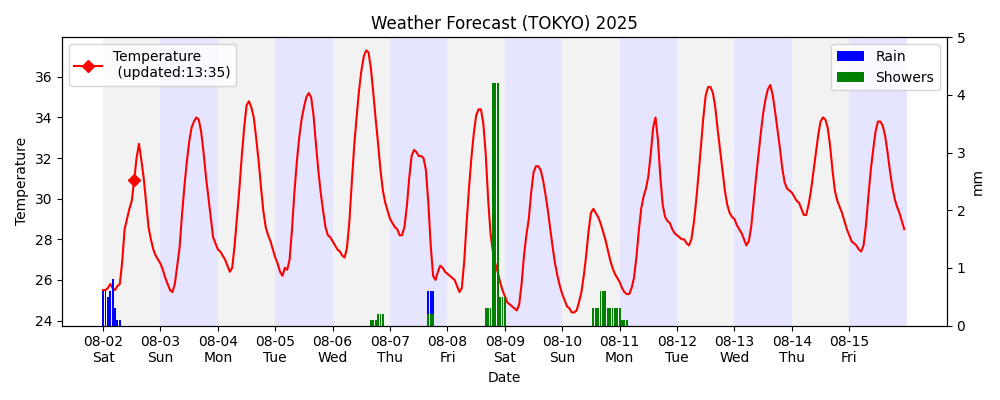 Weather Forecast (TOKYO) 2025
Temperature
(updated:13:35)
Rain
Showers
Temperature
36
34
32
30
28
26
24
5
4
3
2
1
0
mm
08-02 08-03 08-04 08-05 08-06 08-07 08-08 08-09 08-10 08-11 08-12 08-13 08-14 08-15
Sat Sun Mon Tue Wed Thu Fri Sat Sun Mon Tue Wed Thu Fri
Date